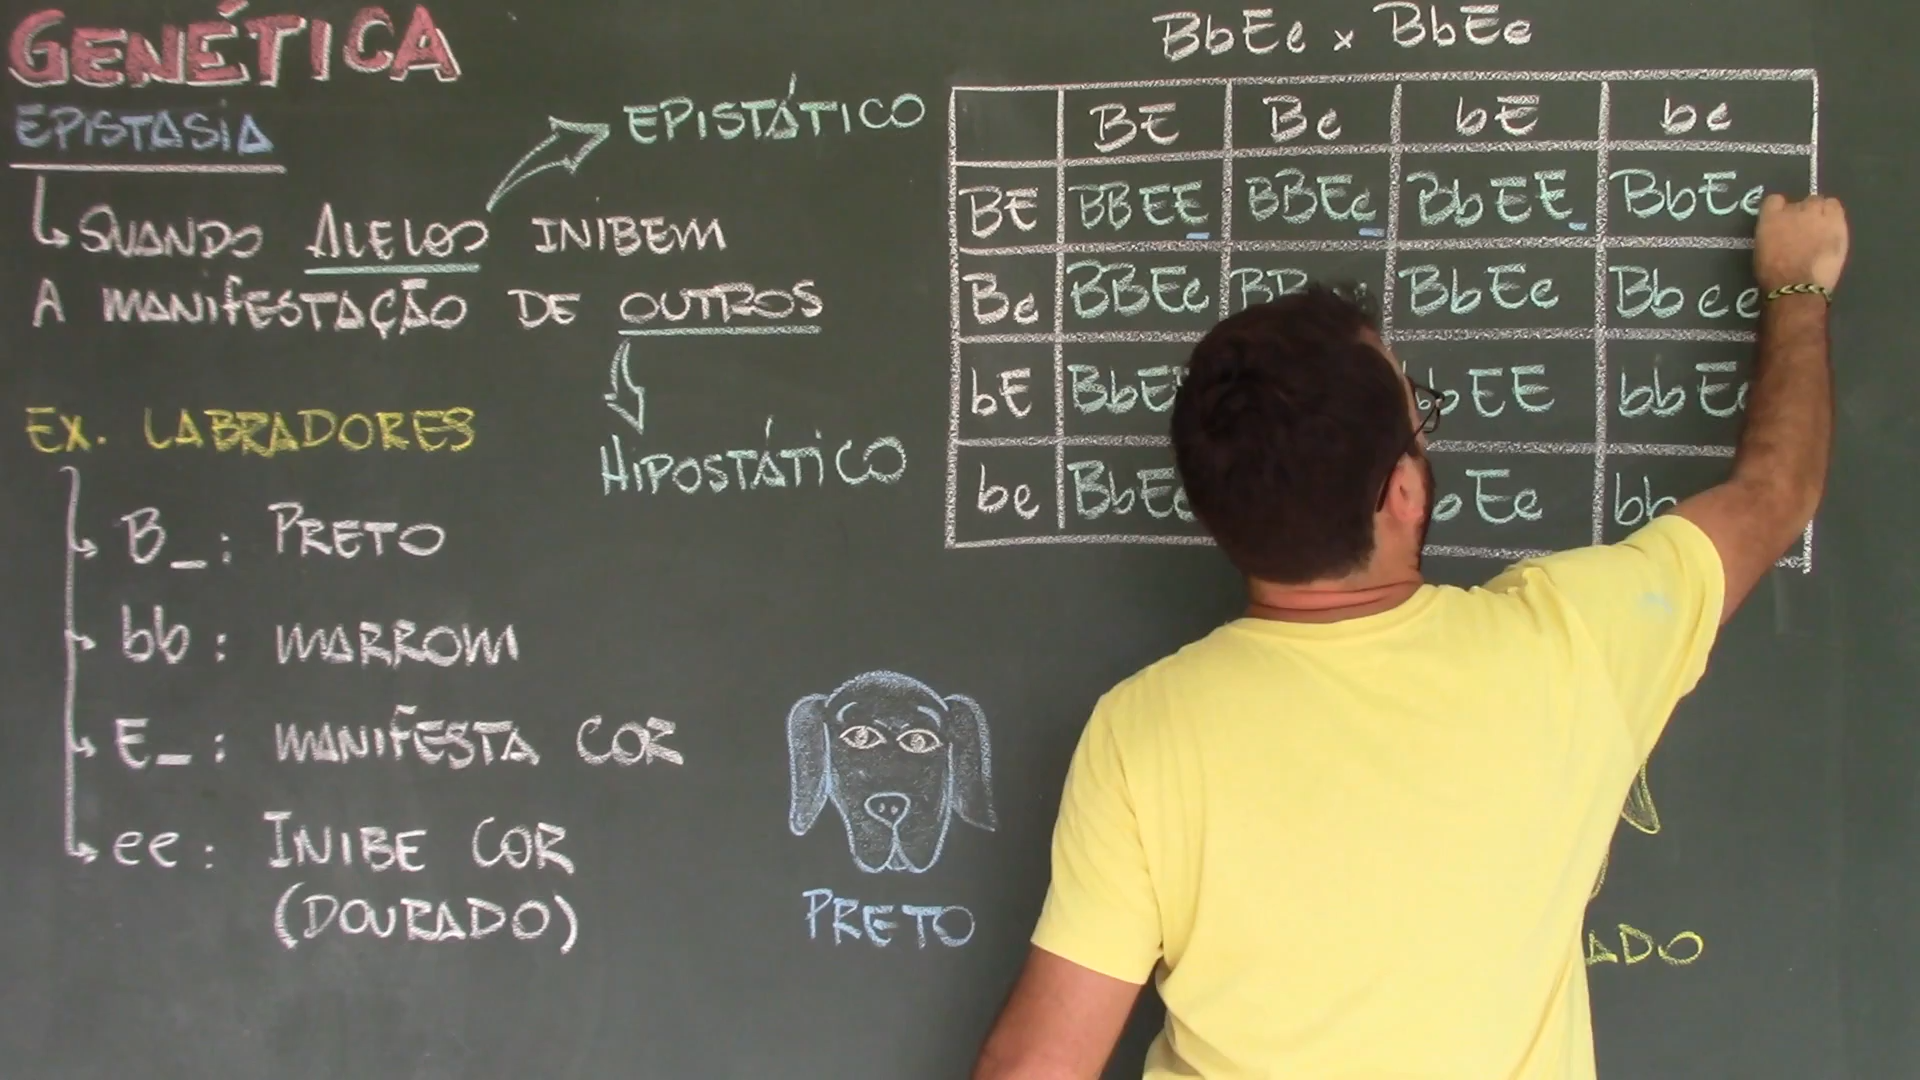 GENÉTICA
EPISTASIA
EPISTÁTICO
QUANDO ALELOS INIBEM
A MANIFESTAÇÃO DE OUTROS
HIPOSTÁTICO
EX. LABRADORES
B_: PRETO
bb: MARROM
E_: MANIFESTA COR
ee: INIBE COR
(DOURADO)
PRETO
BbEe x BbEe
BE Be bE be
BE BBEE BBEe BbEE BbEe
Be BBEe BbEe Bbee
bE bbEE bbEe
be